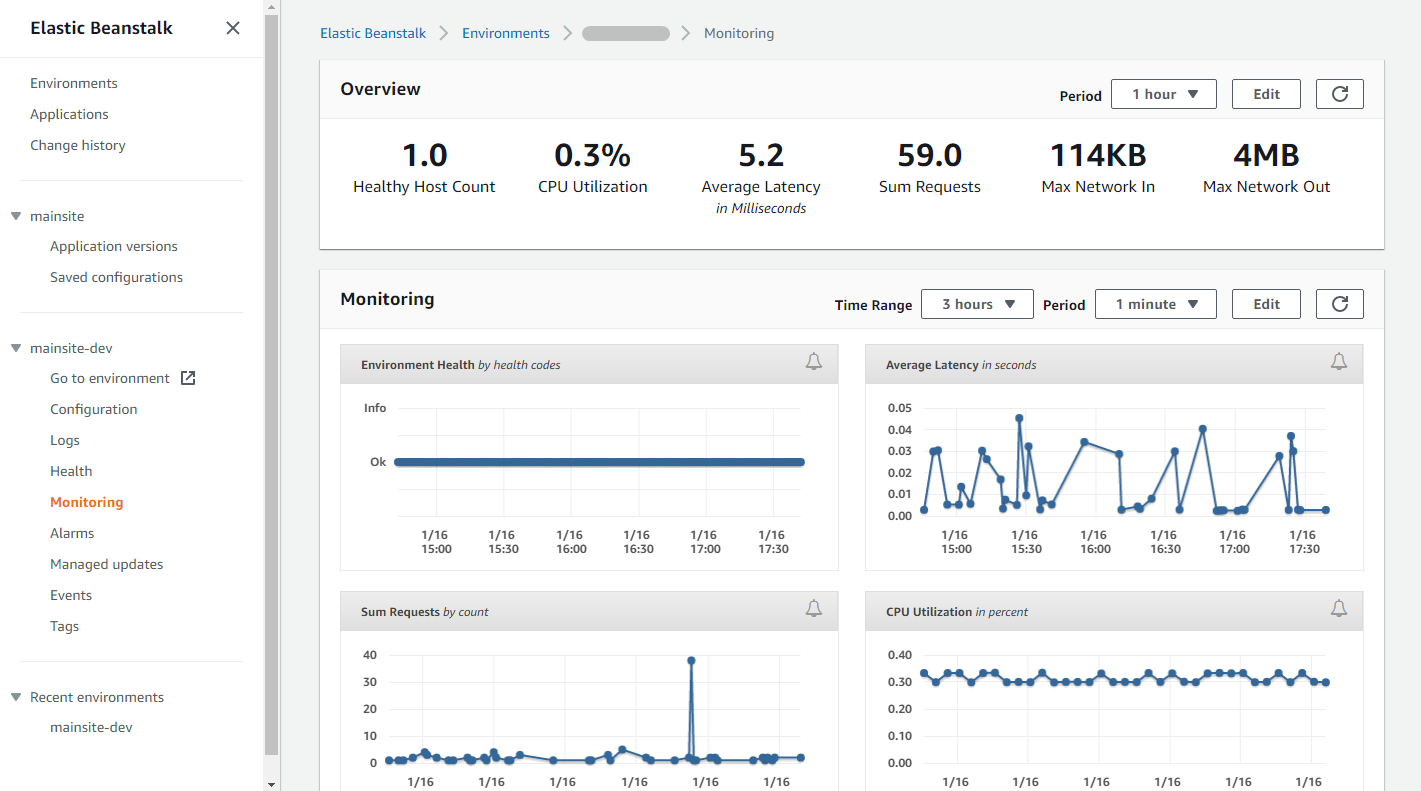 Elastic Beanstalk
Environments
Applications
Change history
mainsite
Application versions
Saved configurations
mainsite-dev
Go to environment
Configuration
Logs
Health
Monitoring
Alarms
Managed updates
Events
Tags
Recent environments
mainsite-dev
Elastic Beanstalk Environments Monitoring
Overview
Period 1 hour Edit
1.0 0.3% 5.2 59.0 114KB 4MB
Healthy Host Count CPU Utilization Average Latency Sum Requests Max Network In Max Network Out
in Milliseconds
Monitoring
Time Range 3 hours Period 1 minute Edit
Environment Health by health codes
Info
Ok
1/16 1/16 1/16 1/16 1/16 1/16
15:00 15:30 16:00 16:30 17:00 17:30
Average Latency in seconds
0.05
0.04
0.03
0.02
0.01
0.00
1/16 1/16 1/16 1/16 1/16 1/16
15:00 15:30 16:00 16:30 17:00 17:30
Sum Requests by count
40
30
20
10
0
1/16 1/16 1/16 1/16 1/16 1/16
CPU Utilization in percent
0.40
0.30
0.20
0.10
0.00
1/16 1/16 1/16 1/16 1/16 1/16